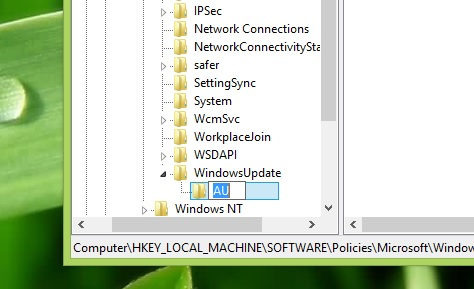 IPSec
Network Connections
NetworkConnectivitySta
safer
SettingSync
System
WcmSvc
WorkplaceJoin
WSDAPI
WindowsUpdate
AU
Windows NT
Computer\HKEY_LOCAL_MACHINE\SOFTWARE\Policies\Microsoft\Window